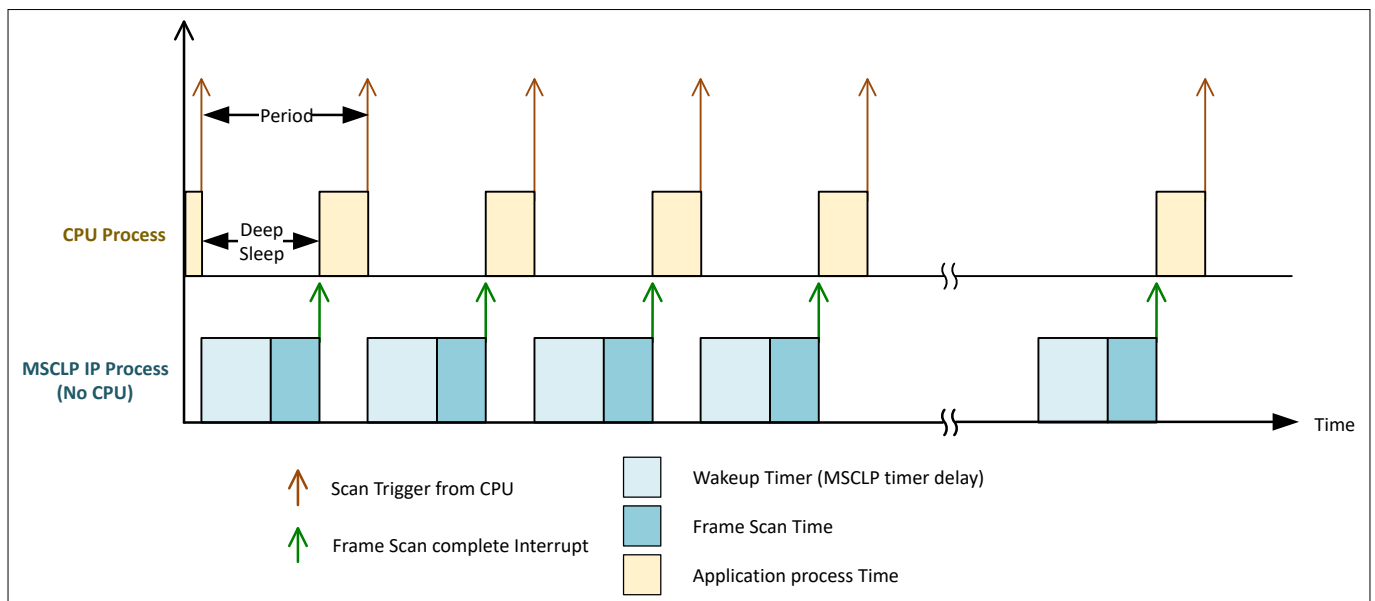 Period
CPU Process
Deep
Sleep
MSCLP IP Process
(No CPU)
Time
Scan Trigger from CPU
Frame Scan complete Interrupt
Wakeup Timer (MSCLP timer delay)
Frame Scan Time
Application process Time